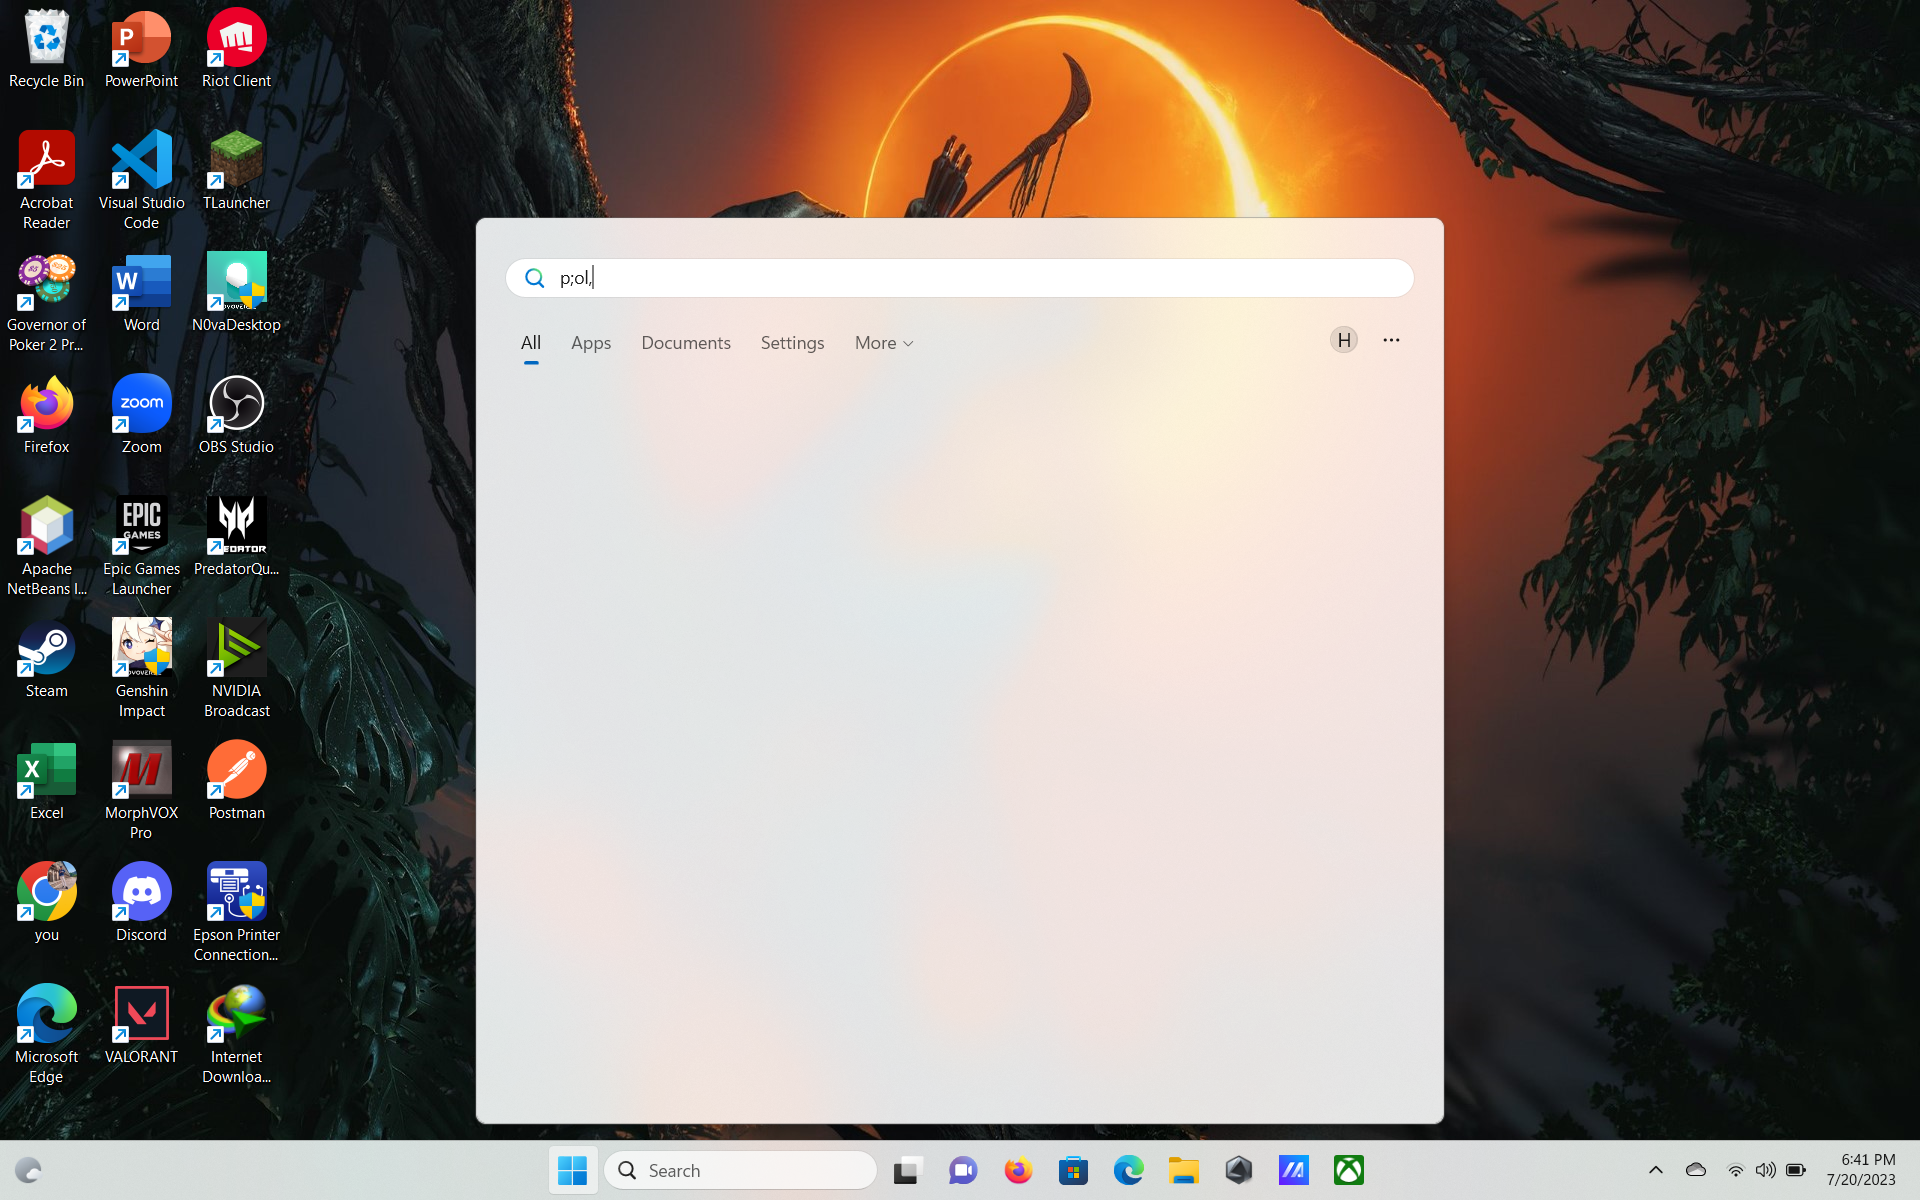 Recycle Bin
PowerPoint
Riot Client
Acrobat
Reader
Visual Studio
Code
TLauncher
Governor of
Poker 2 Pr...
Word
N0vaDesktop
Firefox
zoom
Zoom
OBS Studio
Apache
NetBeans I...
EPIC
GAMES
Epic Games
Launcher
PredatorQu...
Steam
Genshin
Impact
NVIDIA
Broadcast
Excel
MorphVOX
Pro
Postman
you
Discord
Epson Printer
Connection...
Microsoft
Edge
VALORANT
Internet
Downloa...
p;ol,
All
Apps
Documents
Settings
More
H
Search
6:41 PM
7/20/2023